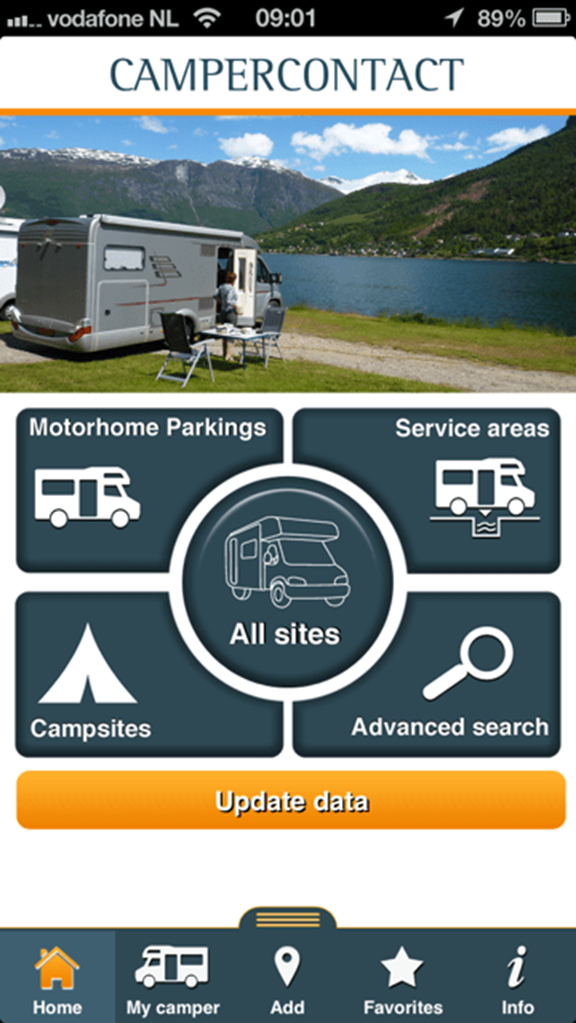 vodafone NL 09:01 89%
CAMPERCONTACT
Motorhome Parkings
Service areas
All sites
Campsites
Advanced search
Update data
Home
My camper
Add
Favorites
Info